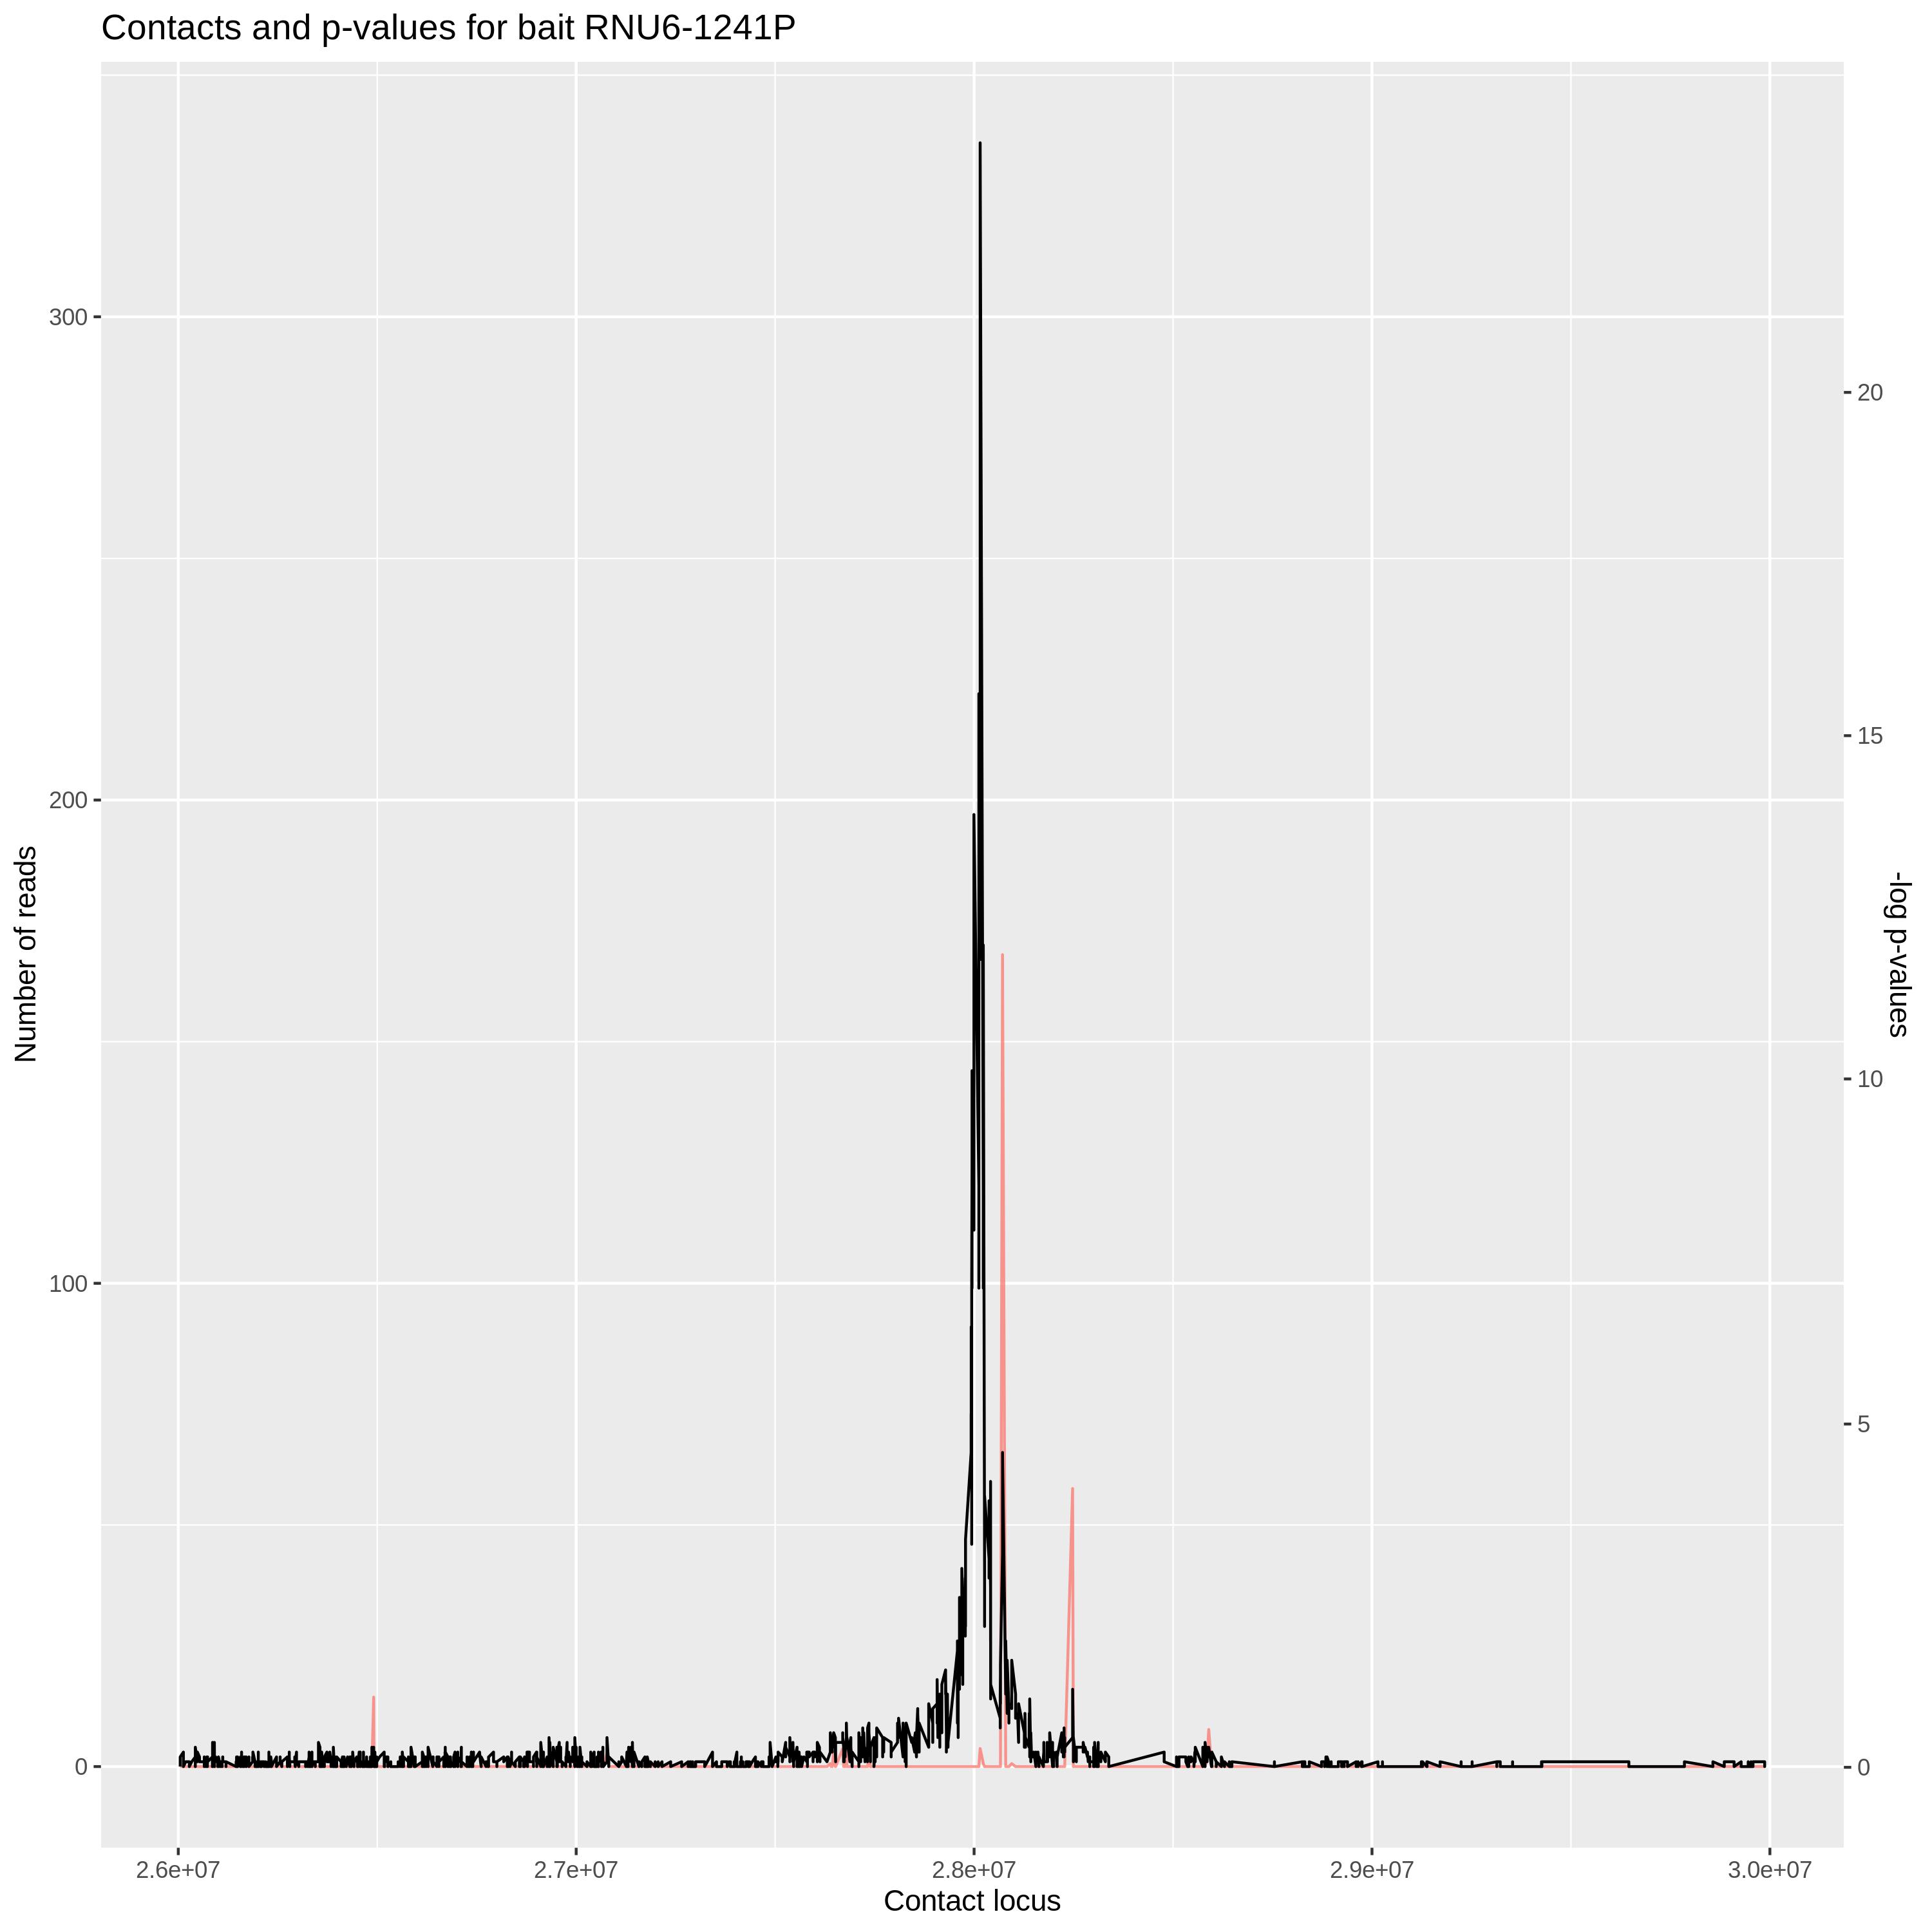 Contacts and p-values for bait RNU6-1241P
Number of reads
300
200
100
0
-log p-values
20
15
10
5
0
2.6e+07 2.7e+07 2.8e+07 2.9e+07 3.0e+07
Contact locus